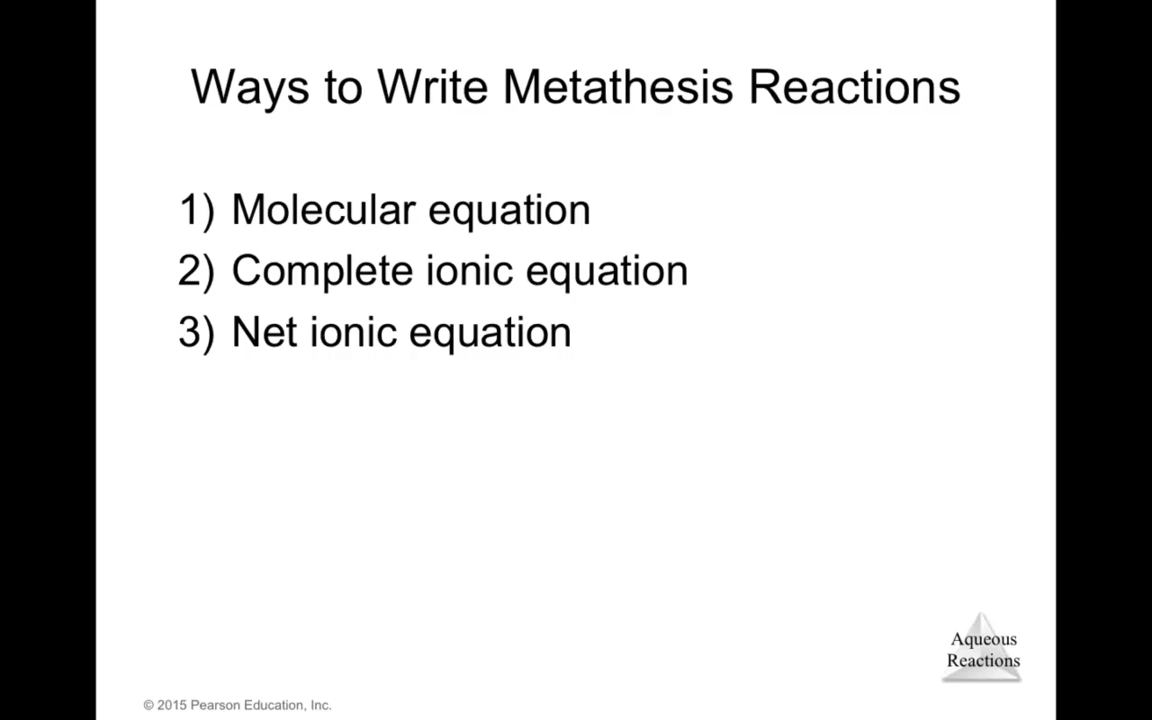 Ways to Write Metathesis Reactions
1) Molecular equation
2) Complete ionic equation
3) Net ionic equation
Aqueous
Reactions
© 2015 Pearson Education, Inc.